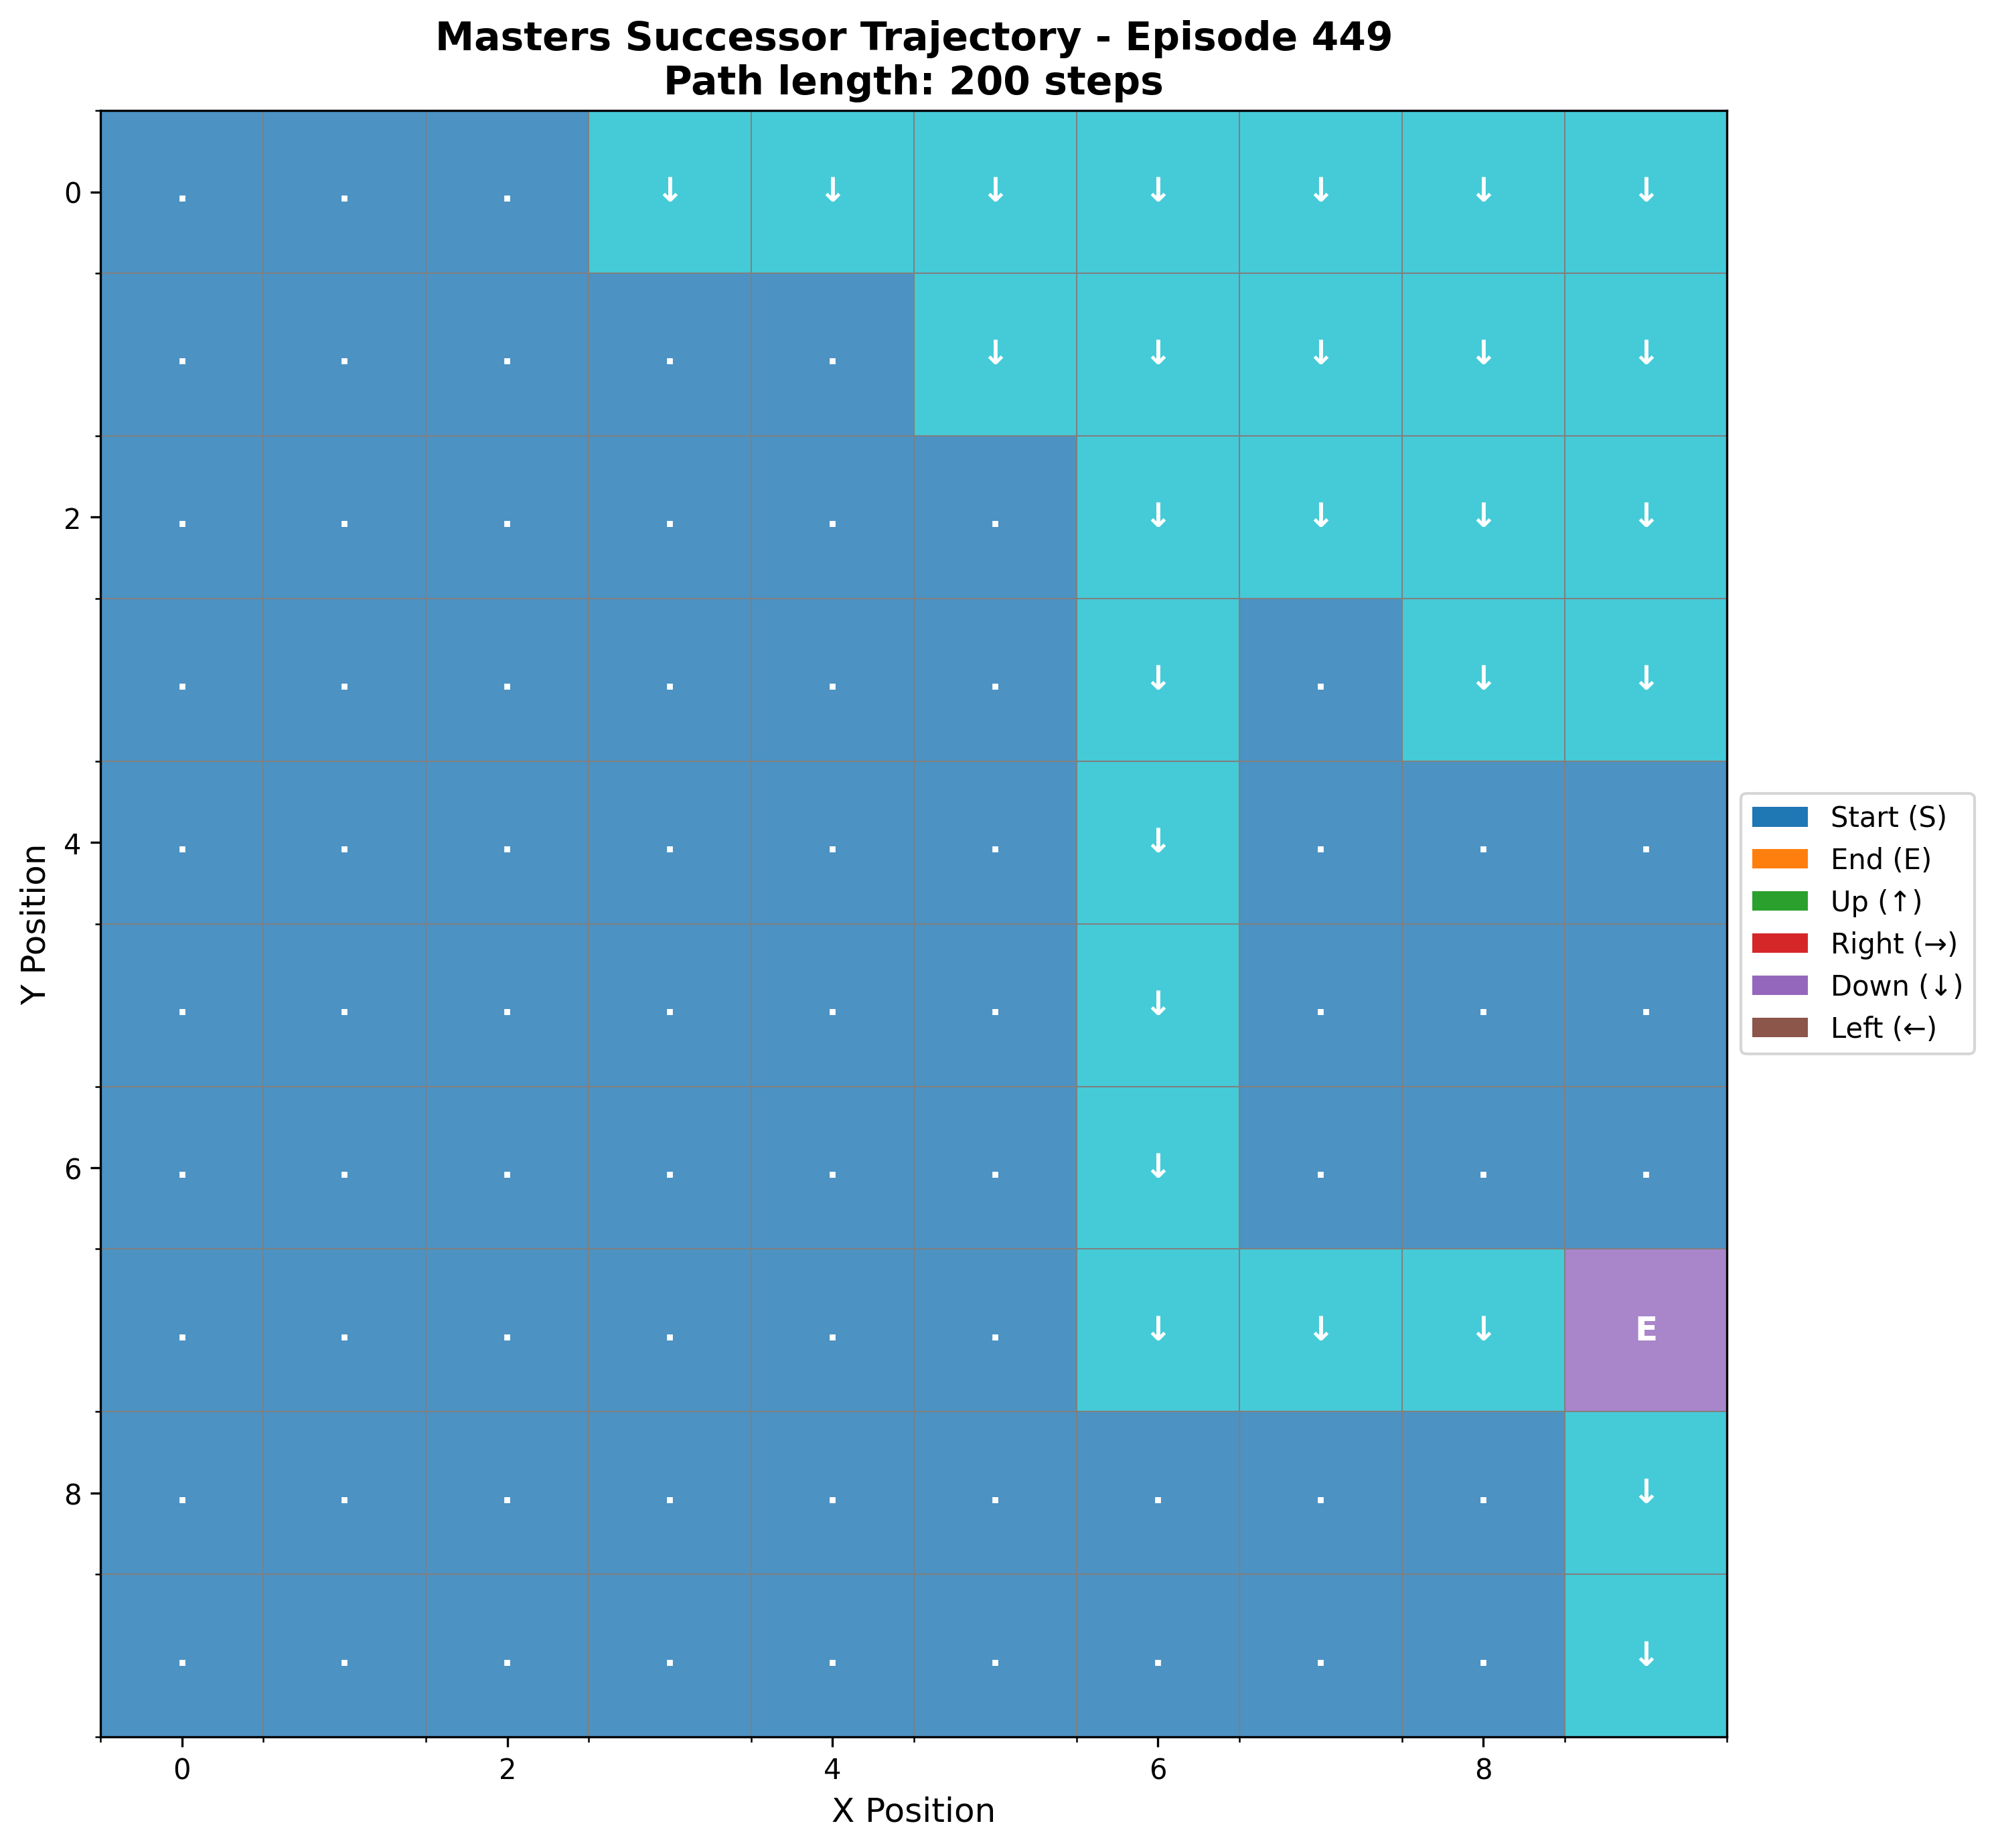 Masters Successor Trajectory - Episode 449
Path length: 200 steps
0 . . . ↓ ↓ ↓ ↓ ↓ ↓ ↓
. . . . . ↓ ↓ ↓ ↓ ↓
2 . . . . . . ↓ ↓ ↓ ↓
. . . . . . ↓ . ↓ ↓
4 . . . . . . ↓ . . .
. . . . . . ↓ . . .
6 . . . . . . ↓ . . .
. . . . . . ↓ ↓ ↓ E
8 . . . . . . . . . ↓
. . . . . . . . . ↓
0 2 4 6 8
X Position
Y Position
Start (S)
End (E)
Up (↑)
Right (→)
Down (↓)
Left (←)